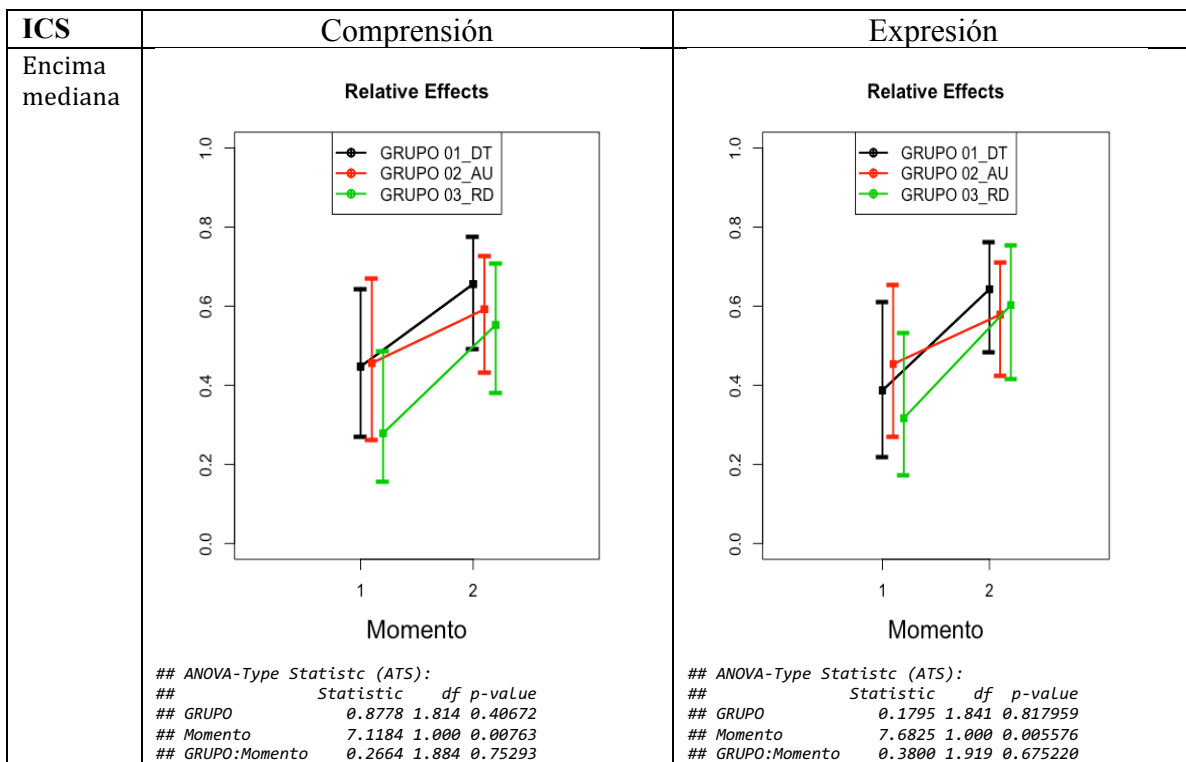 ICS Comprensión Expresión
Encima
mediana
Relative Effects
GRUPO 01_DT
GRUPO 02_AU
GRUPO 03_RD
1.0
0.8
0.6
0.4
0.2
0.0
1 2
Momento
## ANOVA-Type Statistc (ATS):
## Statistic df p-value
## GRUPO 0.8778 1.814 0.40672
## Momento 7.1184 1.000 0.00763
## GRUPO:Momento 0.2664 1.884 0.75293
Relative Effects
GRUPO 01_DT
GRUPO 02_AU
GRUPO 03_RD
1.0
0.8
0.6
0.4
0.2
0.0
1 2
Momento
## ANOVA-Type Statistc (ATS):
## Statistic df p-value
## GRUPO 0.1795 1.841 0.817959
## Momento 7.6825 1.000 0.005576
## GRUPO:Momento 0.3800 1.919 0.675220